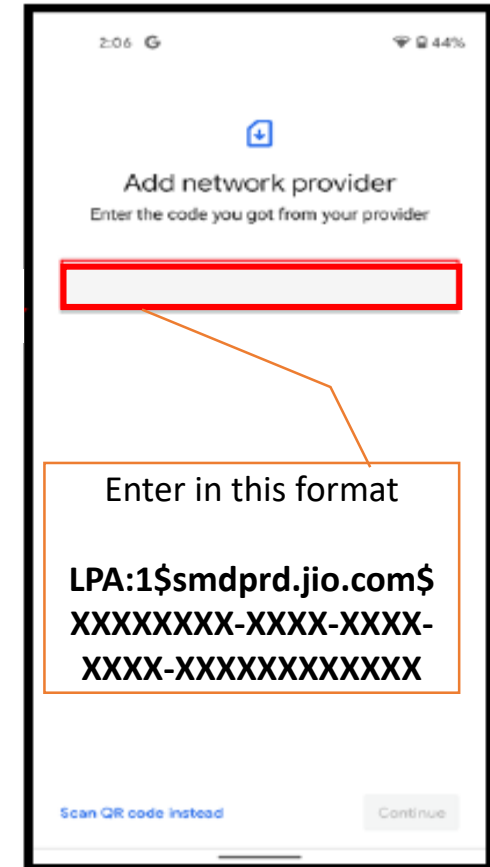 2:06 G 44%
Add network provider
Enter the code you got from your provider
Enter in this format
LPA:1$smdprd.jio.com$
XXXXXXXX-XXXX-XXXX-
XXXX-XXXXXXXXXXXX
Scan QR code instead Continue